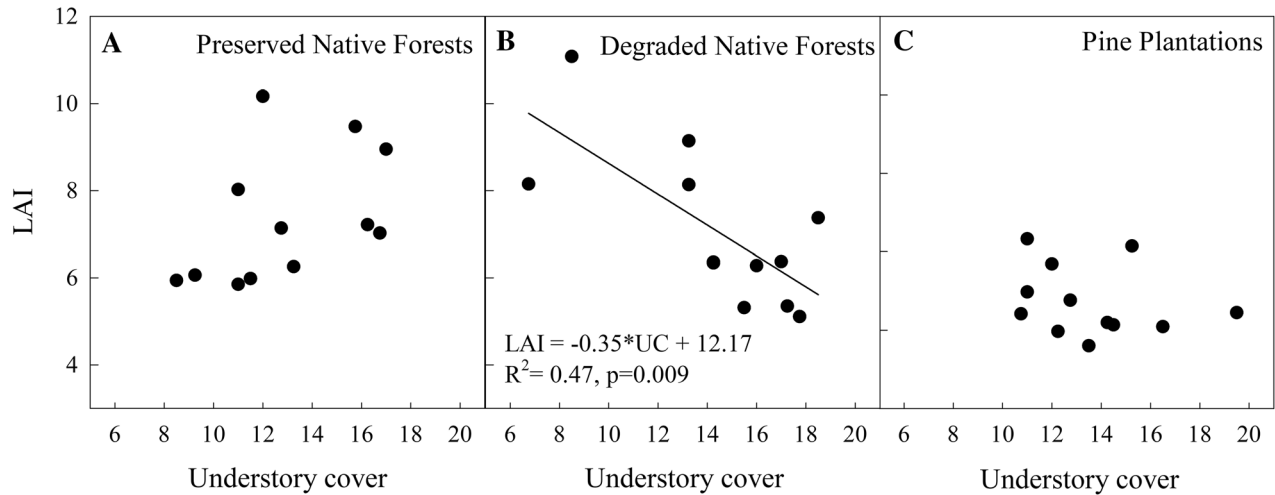 12
10
8
6
4
LAI
A
Preserved Native Forests
6 8 10 12 14 16 18 20
Understory cover
B
Degraded Native Forests
LAI = -0.35*UC + 12.17
R²= 0.47, p=0.009
6 8 10 12 14 16 18 20
Understory cover
C
Pine Plantations
6 8 10 12 14 16 18 20
Understory cover